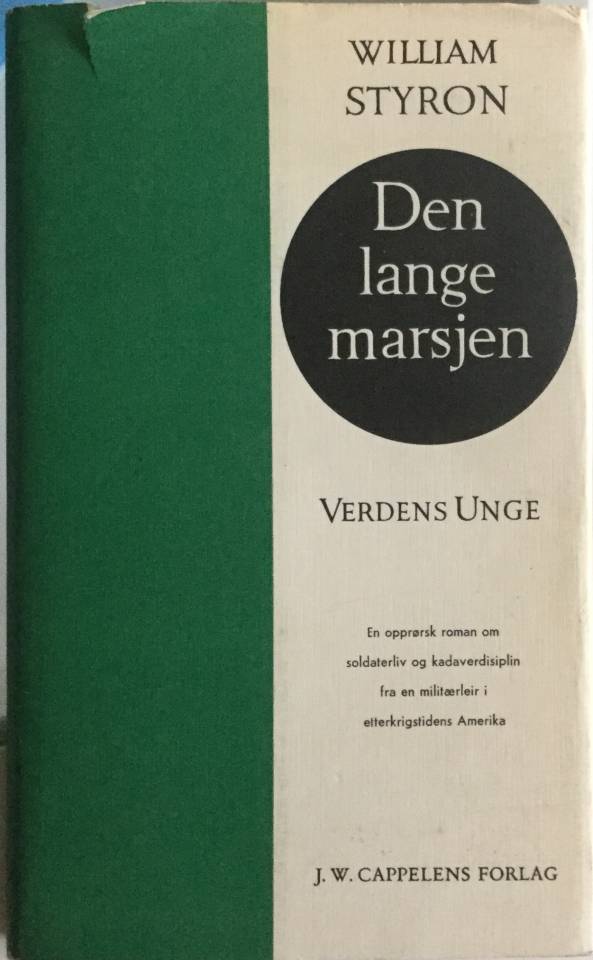 WILLIAM
STYRON
Den
lange
marsjen
VERDENS UNGE
En opprørsk roman om
soldaterliv og kadaverdisiplin
fra en militærleir i
etterkrigstidens Amerika
J. W. CAPPELENS FORLAG